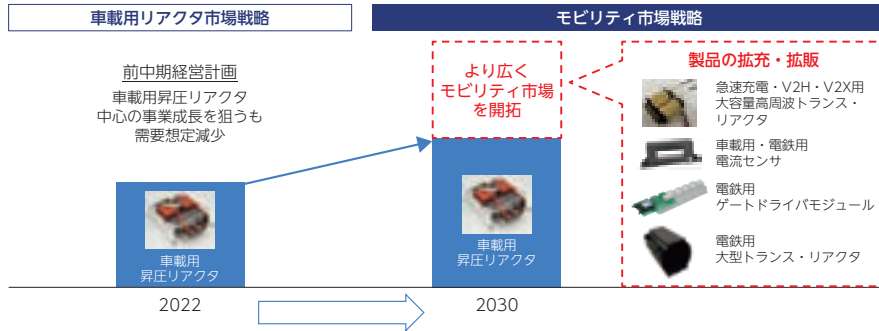 車載用リアクタ市場戦略
モビリティ市場戦略
前中期経営計画
車載用昇圧リアクタ
中心の事業成長を狙うも
需要想定減少
より広く
モビリティ市場
を開拓
製品の拡充・拡販
急速充電・V2H・V2X用
大容量高周波トランス・
リアクタ
車載用・電鉄用
電流センサ
電鉄用
ゲートドライバモジュール
電鉄用
大型トランス・リアクタ
車載用
昇圧リアクタ
車載用
昇圧リアクタ
2022
2030